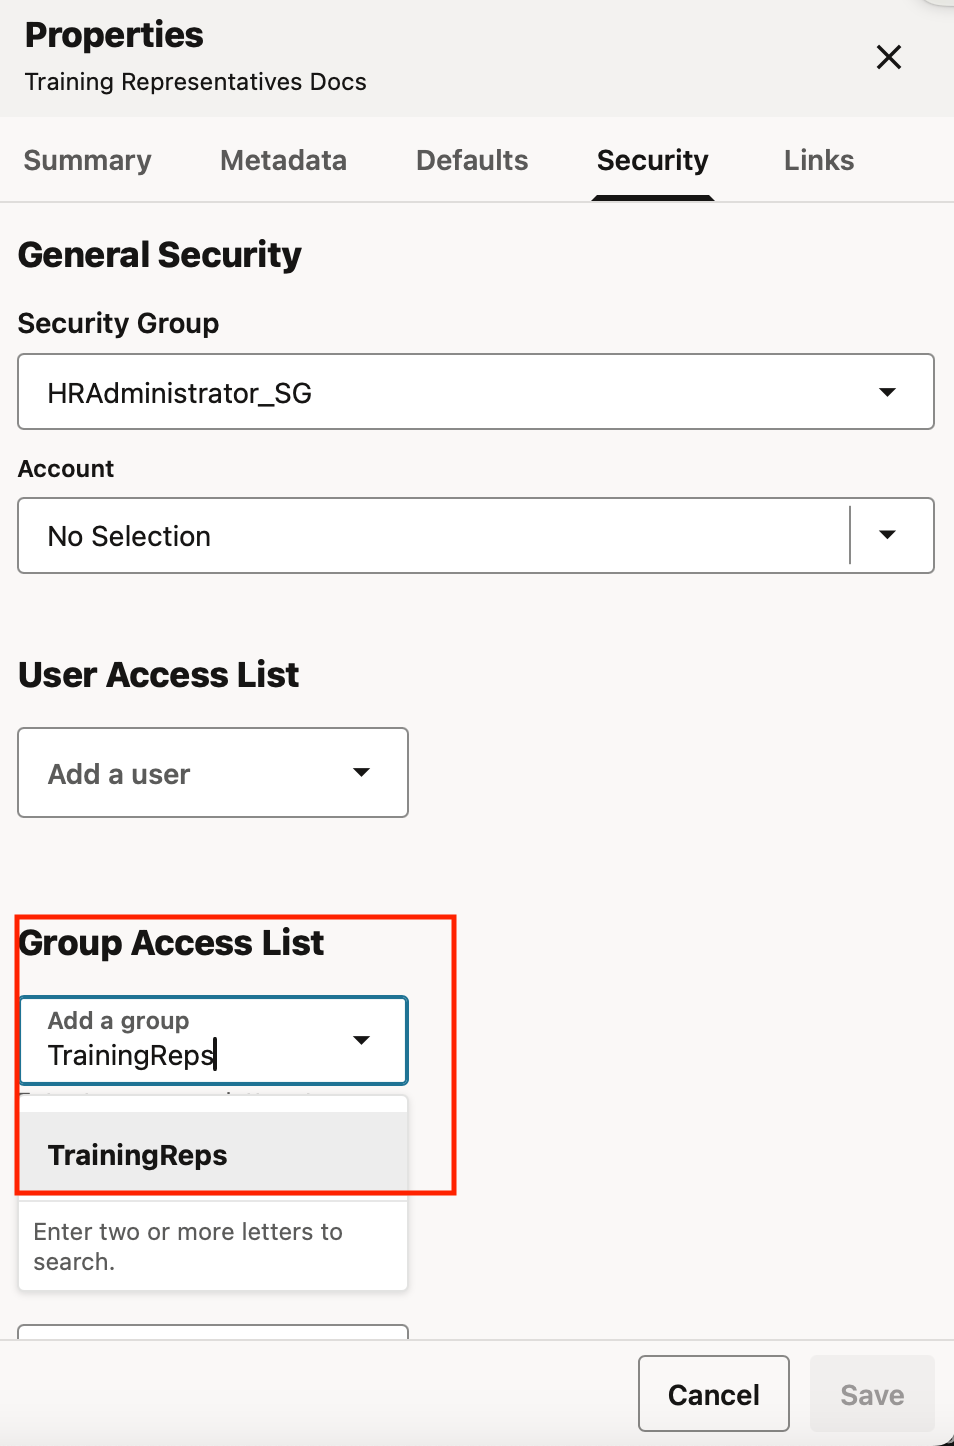 Properties
Training Representatives Docs
Summary Metadata Defaults Security Links
General Security
Security Group
HRAdministrator_SG
Account
No Selection
User Access List
Add a user
Group Access List
Add a group
TrainingReps
TrainingReps
Enter two or more letters to
search.
Cancel Save